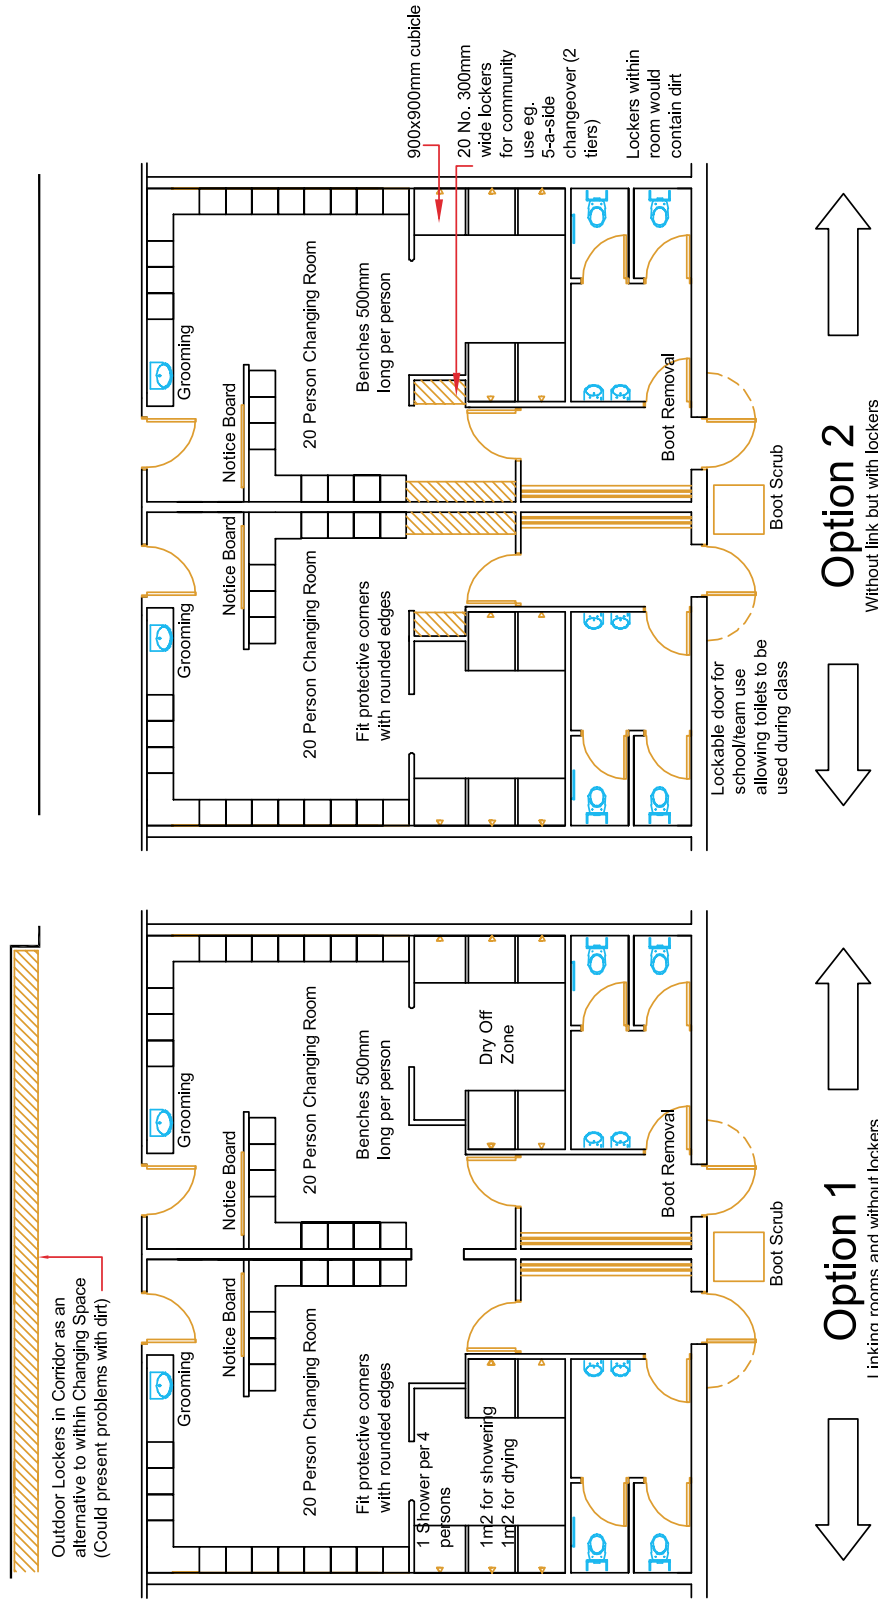 Outdoor Lockers in Corridor as an
alternative to within Changing Space
(Could present problems with dirt)
Grooming
Grooming
Notice Board
Notice Board
20 Person Changing Room
20 Person Changing Room
Fit protective corners
with rounded edges
Benches 500mm
long per person
1 Shower per 4
persons
1m2 for showering
1m2 for drying
Dry Off
Zone
Boot Removal
Boot Scrub
Option 1
Linking rooms and without lockers
Grooming
Grooming
Notice Board
Notice Board
20 Person Changing Room
20 Person Changing Room
Fit protective corners
with rounded edges
Benches 500mm
long per person
900x900mm cubicle
20 No. 300mm
wide lockers
for community
use eg.
5-a-side
changeover (2
tiers)
Lockers within
room would
contain dirt
Boot Removal
Lockable door for
school/team use
allowing toilets to be
used during class
Boot Scrub
Option 2
Without link but with lockers